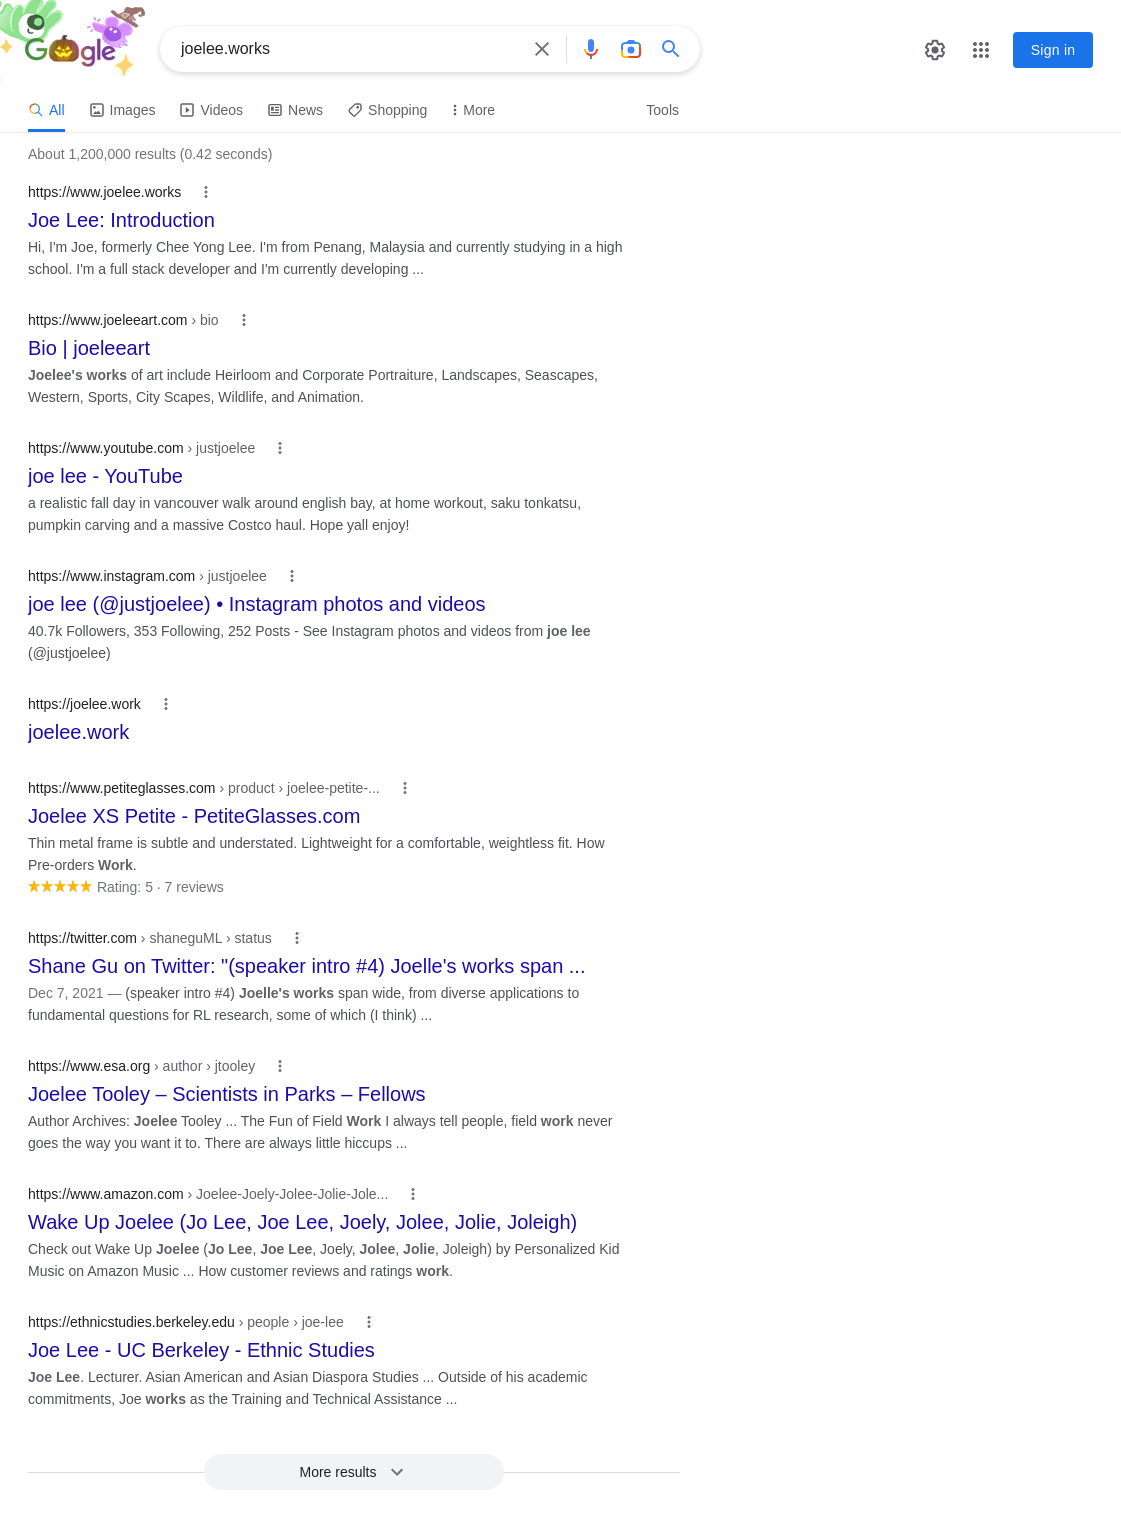 Google
joelee.works
Sign in
All Images Videos News Shopping More Tools
About 1,200,000 results (0.42 seconds)
https://www.joelee.works
Joe Lee: Introduction
Hi, I'm Joe, formerly Chee Yong Lee. I'm from Penang, Malaysia and currently studying in a high
school. I'm a full stack developer and I'm currently developing ...
https://www.joeleeart.com › bio
Bio | joeleeart
Joelee's works of art include Heirloom and Corporate Portraiture, Landscapes, Seascapes,
Western, Sports, City Scapes, Wildlife, and Animation.
https://www.youtube.com › justjoelee
joe lee - YouTube
a realistic fall day in vancouver walk around english bay, at home workout, saku tonkatsu,
pumpkin carving and a massive Costco haul. Hope yall enjoy!
https://www.instagram.com › justjoelee
joe lee (@justjoelee) • Instagram photos and videos
40.7k Followers, 353 Following, 252 Posts - See Instagram photos and videos from joe lee
(@justjoelee)
https://joelee.work
joelee.work
https://www.petiteglasses.com › product › joelee-petite-...
Joelee XS Petite - PetiteGlasses.com
Thin metal frame is subtle and understated. Lightweight for a comfortable, weightless fit. How
Pre-orders Work.
Rating: 5 · 7 reviews
https://twitter.com › shaneguML › status
Shane Gu on Twitter: "(speaker intro #4) Joelle's works span ...
Dec 7, 2021 — (speaker intro #4) Joelle's works span wide, from diverse applications to
fundamental questions for RL research, some of which (I think) ...
https://www.esa.org › author › jtooley
Joelee Tooley – Scientists in Parks – Fellows
Author Archives: Joelee Tooley ... The Fun of Field Work I always tell people, field work never
goes the way you want it to. There are always little hiccups ...
https://www.amazon.com › Joelee-Joely-Jolee-Jolie-Jole...
Wake Up Joelee (Jo Lee, Joe Lee, Joely, Jolee, Jolie, Joleigh)
Check out Wake Up Joelee (Jo Lee, Joe Lee, Joely, Jolee, Jolie, Joleigh) by Personalized Kid
Music on Amazon Music ... How customer reviews and ratings work.
https://ethnicstudies.berkeley.edu › people › joe-lee
Joe Lee - UC Berkeley - Ethnic Studies
Joe Lee. Lecturer. Asian American and Asian Diaspora Studies ... Outside of his academic
commitments, Joe works as the Training and Technical Assistance ...
More results